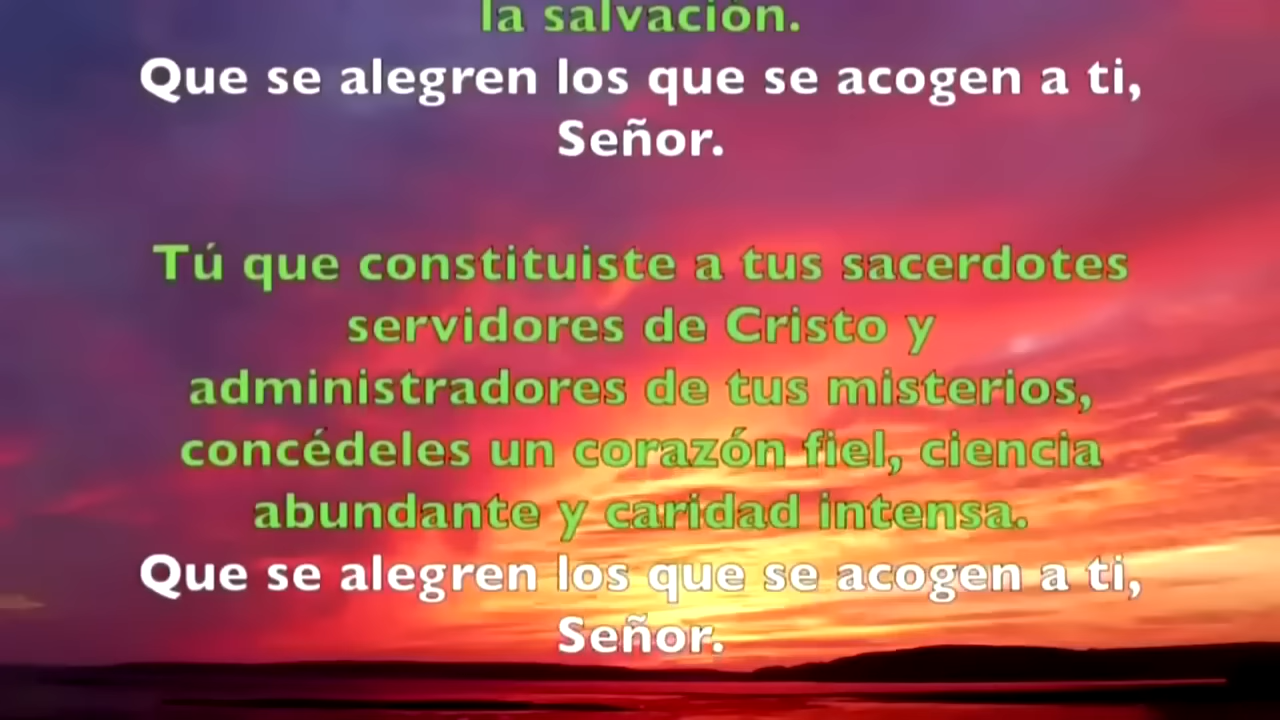 la salvación.
Que se alegren los que se acogen a ti,
Señor.
Tú que constituiste a tus sacerdotes
servidores de Cristo y
administradores de tus misterios,
concédeles un corazón fiel, ciencia
abundante y caridad intensa.
Que se alegren los que se acogen a ti,
Señor.